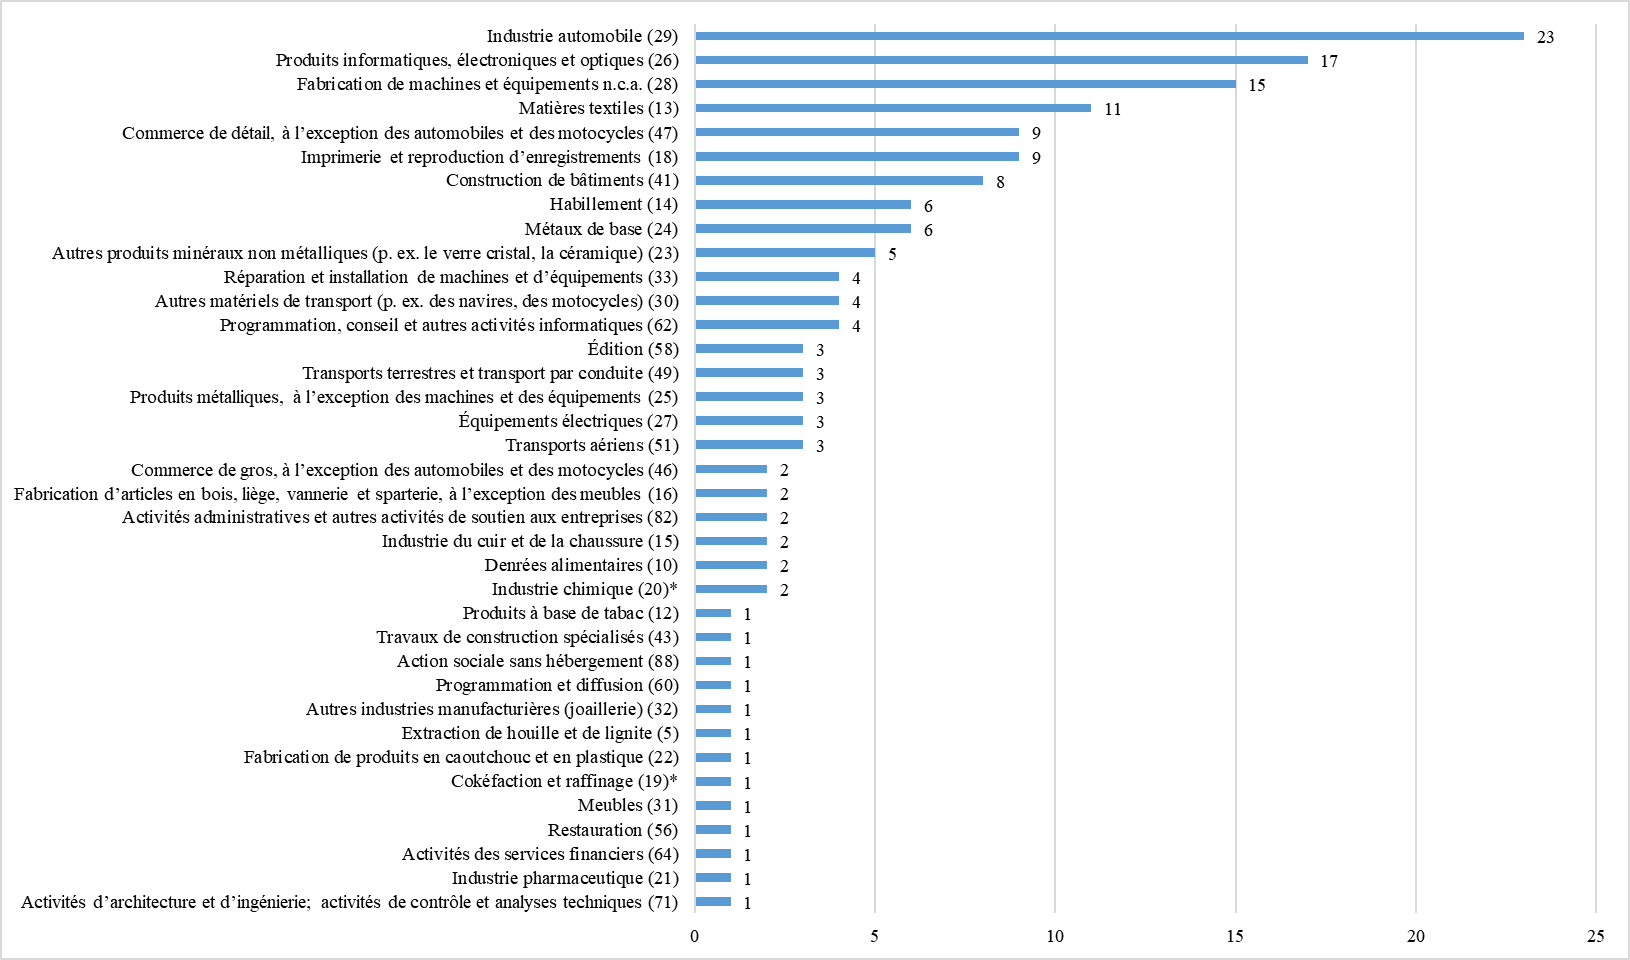 Industrie automobile (29) 23
Produits informatiques, électroniques et optiques (26) 17
Fabrication de machines et équipements n.c.a. (28) 15
Matières textiles (13) 11
Commerce de détail, à l’exception des automobiles et des motocycles (47) 9
Imprimerie et reproduction d’enregistrements (18) 9
Construction de bâtiments (41) 8
Habillement (14) 6
Métaux de base (24) 6
Autres produits minéraux non métalliques (p. ex. le verre cristal, la céramique) (23) 5
Réparation et installation de machines et d’équipements (33) 4
Autres matériels de transport (p. ex. des navires, des motocycles) (30) 4
Programmation, conseil et autres activités informatiques (62) 4
Édition (58) 3
Transports terrestres et transport par conduite (49) 3
Produits métalliques, à l’exception des machines et des équipements (25) 3
Équipements électriques (27) 3
Transports aériens (51) 3
Commerce de gros, à l’exception des automobiles et des motocycles (46) 2
Fabrication d’articles en bois, liège, vannerie et sparterie, à l’exception des meubles (16) 2
Activités administratives et autres activités de soutien aux entreprises (82) 2
Industrie du cuir et de la chaussure (15) 2
Denrées alimentaires (10) 2
Industrie chimique (20)* 2
Produits à base de tabac (12) 1
Travaux de construction spécialisés (43) 1
Action sociale sans hébergement (88) 1
Programmation et diffusion (60) 1
Autres industries manufacturières (joaillerie) (32) 1
Extraction de houille et de lignite (5) 1
Fabrication de produits en caoutchouc et en plastique (22) 1
Cokéfaction et raffinage (19)* 1
Meubles (31) 1
Restauration (56) 1
Activités des services financiers (64) 1
Industrie pharmaceutique (21) 1
Activités d’architecture et d’ingénierie; activités de contrôle et analyses techniques (71) 1
0 5 10 15 20 25